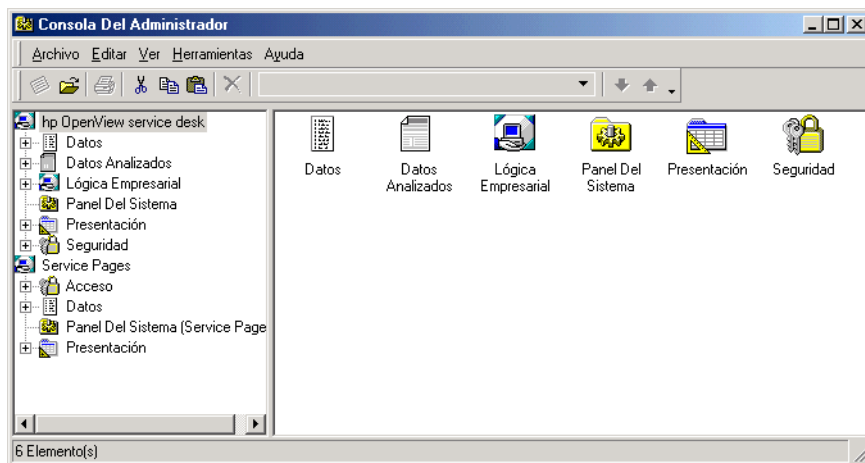 Consola Del Administrador
Archivo Editar Ver Herramientas Ayuda
hp OpenView service desk
Datos
Datos Analizados
Lógica Empresarial
Panel Del Sistema
Presentación
Seguridad
Service Pages
Acceso
Datos
Panel Del Sistema (Service Page
Presentación
Datos
Datos
Analizados
Lógica
Empresarial
Panel Del
Sistema
Presentación
Seguridad
6 Elemento(s)